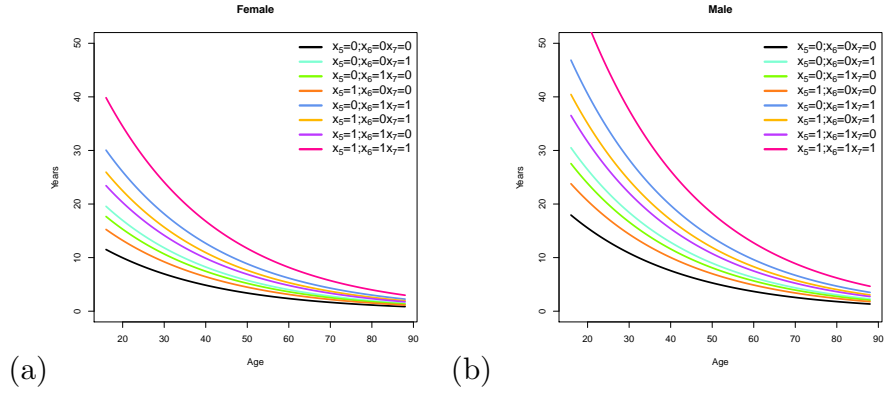 Female
x5=0;x6=0x7=0
x5=0;x6=0x7=1
x5=0;x6=1x7=0
x5=1;x6=0x7=0
x5=0;x6=1x7=1
x5=1;x6=0x7=1
x5=1;x6=1x7=0
x5=1;x6=1x7=1
Years
50
40
30
20
10
0
20 30 40 50 60 70 80 90
Age
(a)
Male
x5=0;x6=0x7=0
x5=0;x6=0x7=1
x5=0;x6=1x7=0
x5=1;x6=0x7=0
x5=0;x6=1x7=1
x5=1;x6=0x7=1
x5=1;x6=1x7=0
x5=1;x6=1x7=1
Years
50
40
30
20
10
0
20 30 40 50 60 70 80 90
Age
(b)